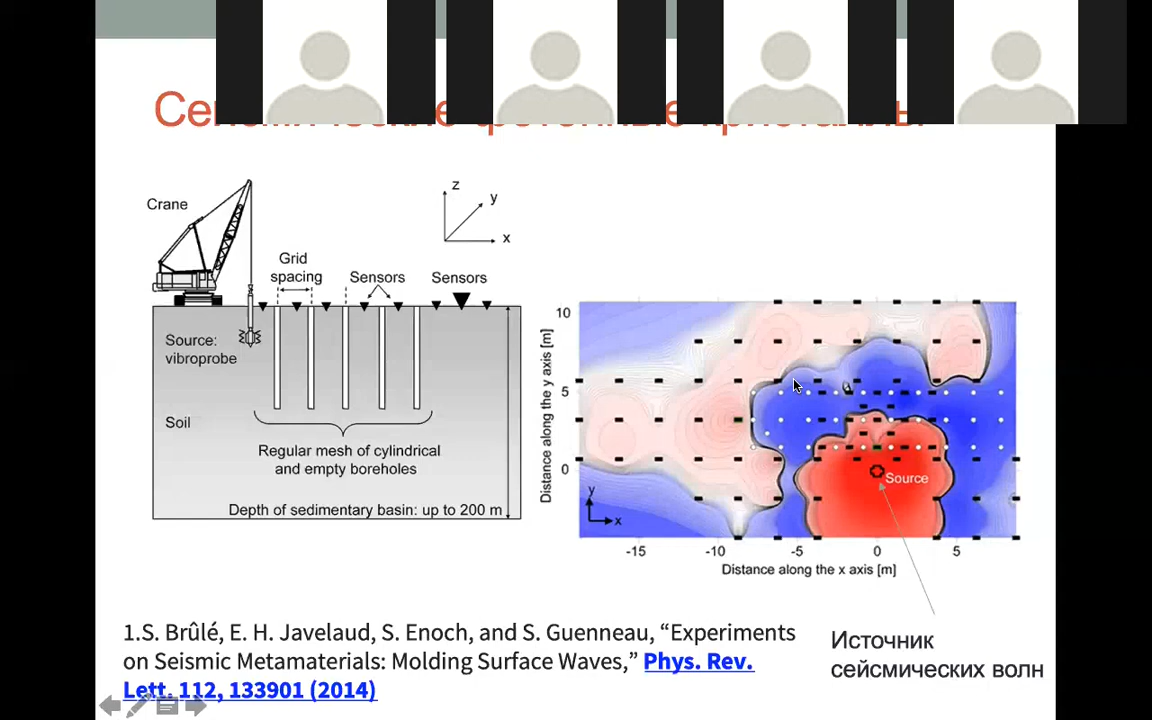 Crane
z
y
x
Grid
spacing
Sensors
Sensors
Source:
vibroprobe
Soil
Regular mesh of cylindrical
and empty boreholes
Depth of sedimentary basin: up to 200 m
Distance along the y axis [m]
10
5
0
Source
y
x
-15
-10
-5
0
5
Distance along the x axis [m]
1.S. Brûlé, E. H. Javelaud, S. Enoch, and S. Guenneau, “Experiments
on Seismic Metamaterials: Molding Surface Waves,” Phys. Rev.
Lett. 112, 133901 (2014)
Источник
сейсмических волн